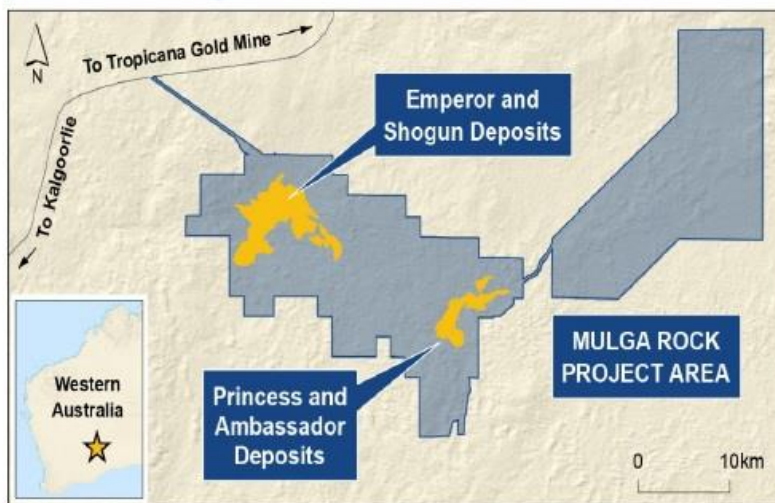 To Tropicana Gold Mine
N
To Kalgoorlie
Emperor and
Shogun Deposits
MULGA ROCK
PROJECT AREA
Western
Australia
Princess and
Ambassador
Deposits
0 10km